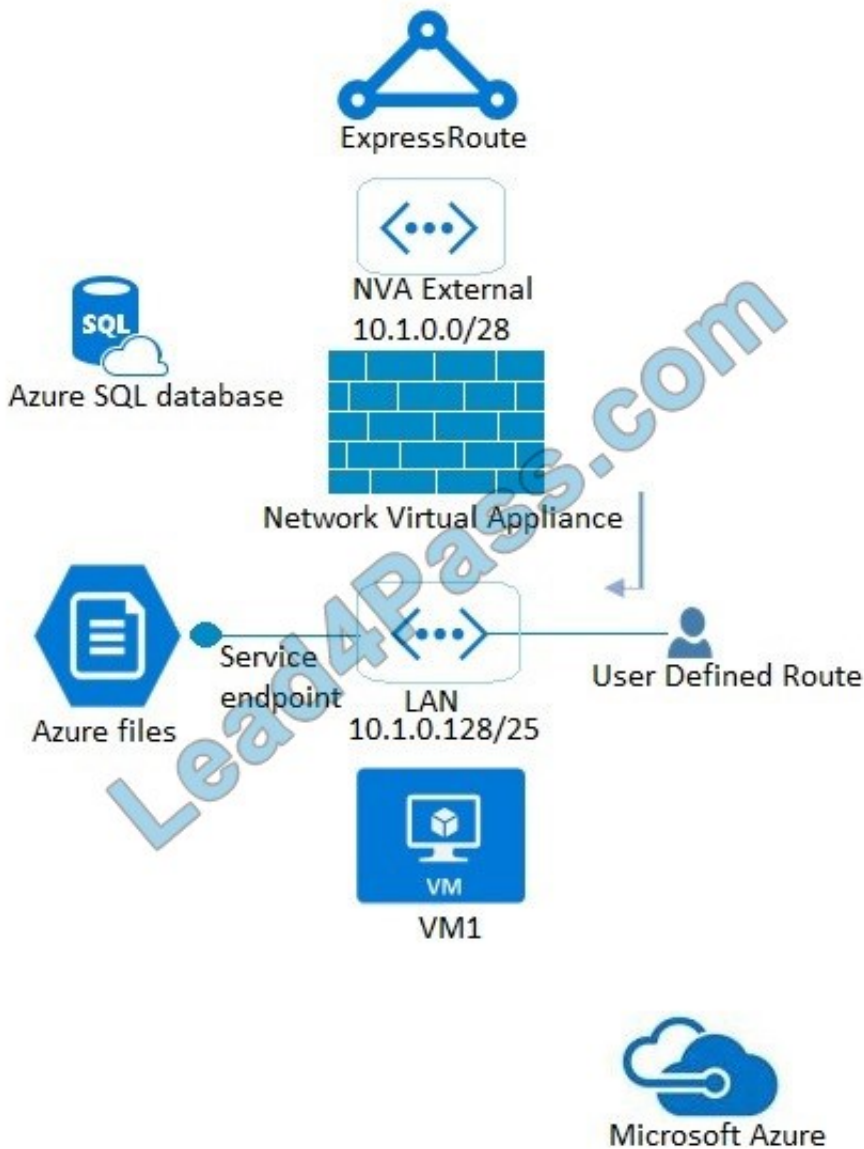 ExpressRoute
NVA External
10.1.0.0/28
SQL
Azure SQL database
Network Virtual Appliance
Service
endpoint
User Defined Route
LAN
Azure files
10.1.0.128/25
VM
VM1
Microsoft Azure
Lead4Pass.com